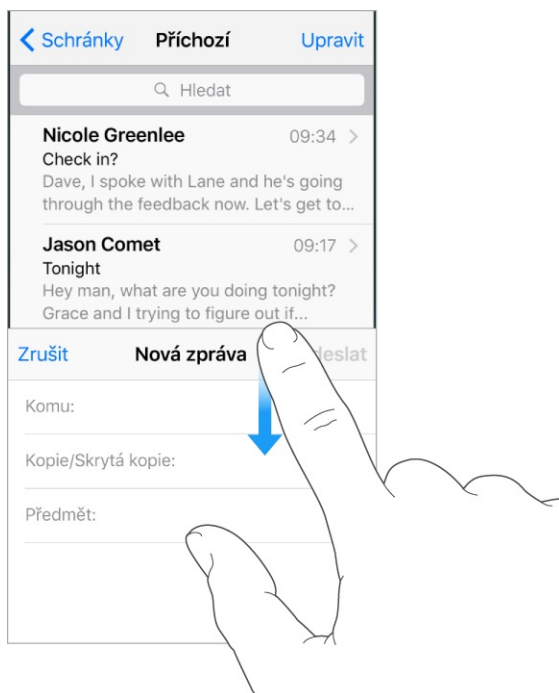 Schránky Příchozí Upravit
Hledat
Nicole Greenlee 09:34
Check in?
Dave, I spoke with Lane and he's going
through the feedback now. Let's get to...
Jason Comet 09:17
Tonight
Hey man, what are you doing tonight?
Grace and I trying to figure out if...
Zrušit Nová zpráva
Komu:
Kopie/Skrytá kopie:
Předmět: